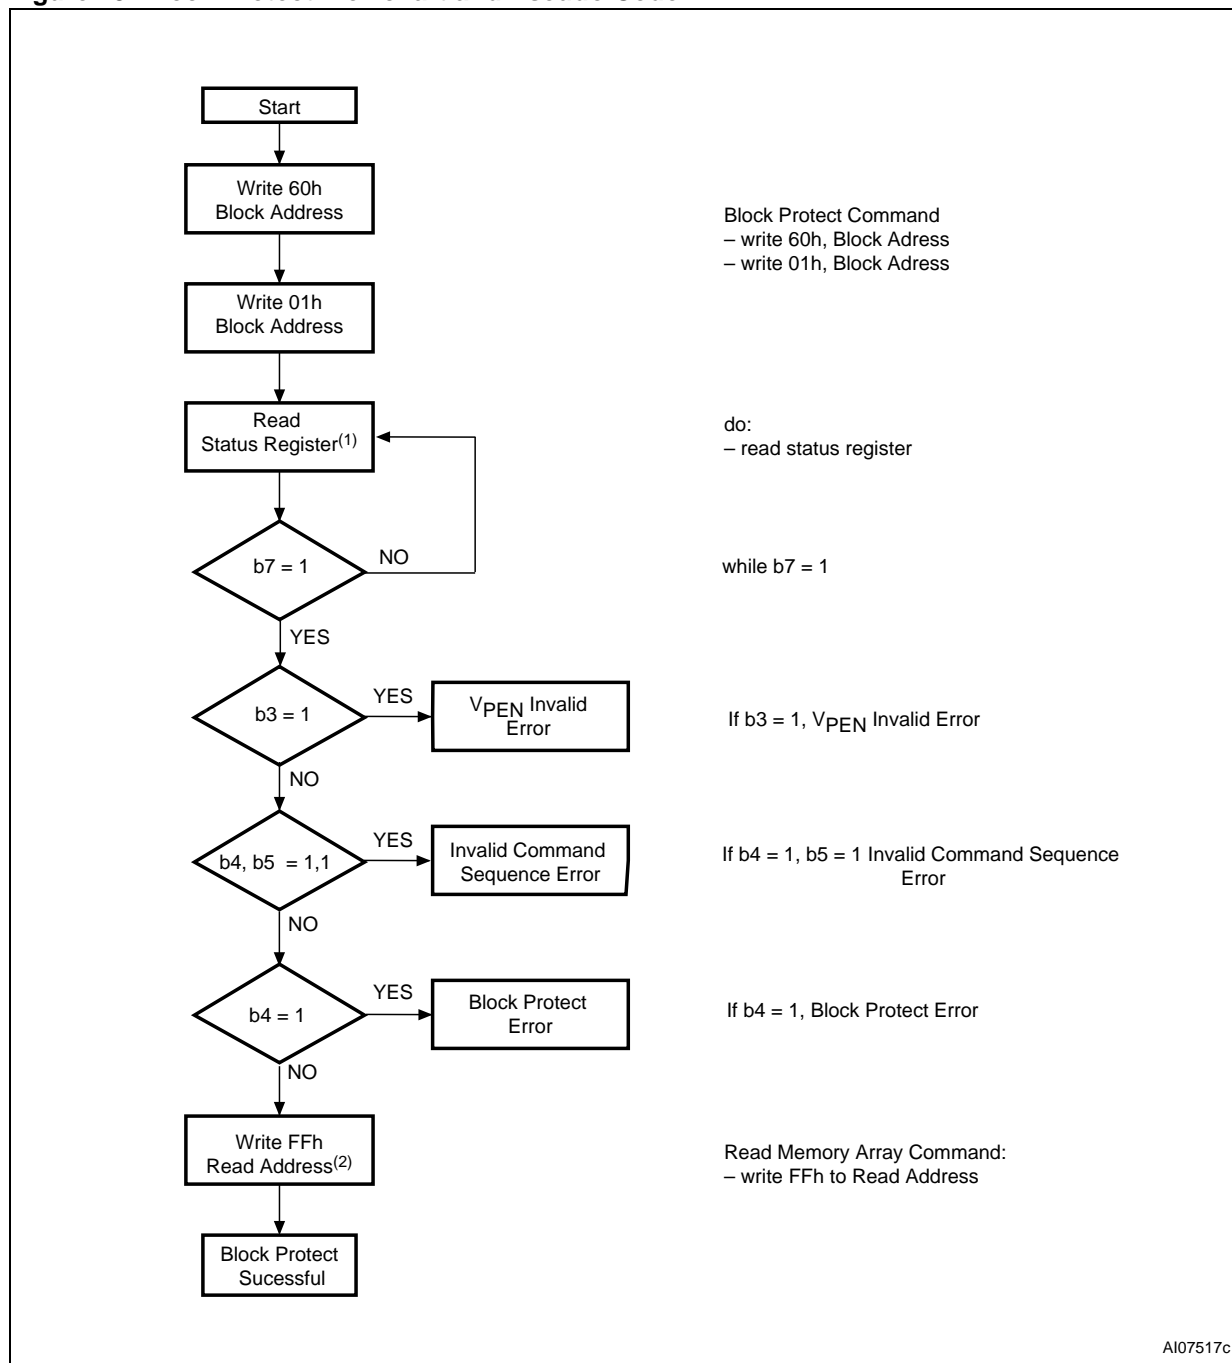 Start
Write 60h
Block Address
Block Protect Command
– write 60h, Block Adress
– write 01h, Block Adress
Write 01h
Block Address
Read
Status Register(1)
do:
– read status register
b7 = 1
NO
while b7 = 1
YES
b3 = 1
YES
VPEN Invalid
Error
If b3 = 1, VPEN Invalid Error
NO
b4, b5 = 1,1
YES
Invalid Command
Sequence Error
If b4 = 1, b5 = 1 Invalid Command Sequence
Error
NO
b4 = 1
YES
Block Protect
Error
If b4 = 1, Block Protect Error
NO
Write FFh
Read Address(2)
Read Memory Array Command:
– write FFh to Read Address
Block Protect
Sucessful
AI07517c